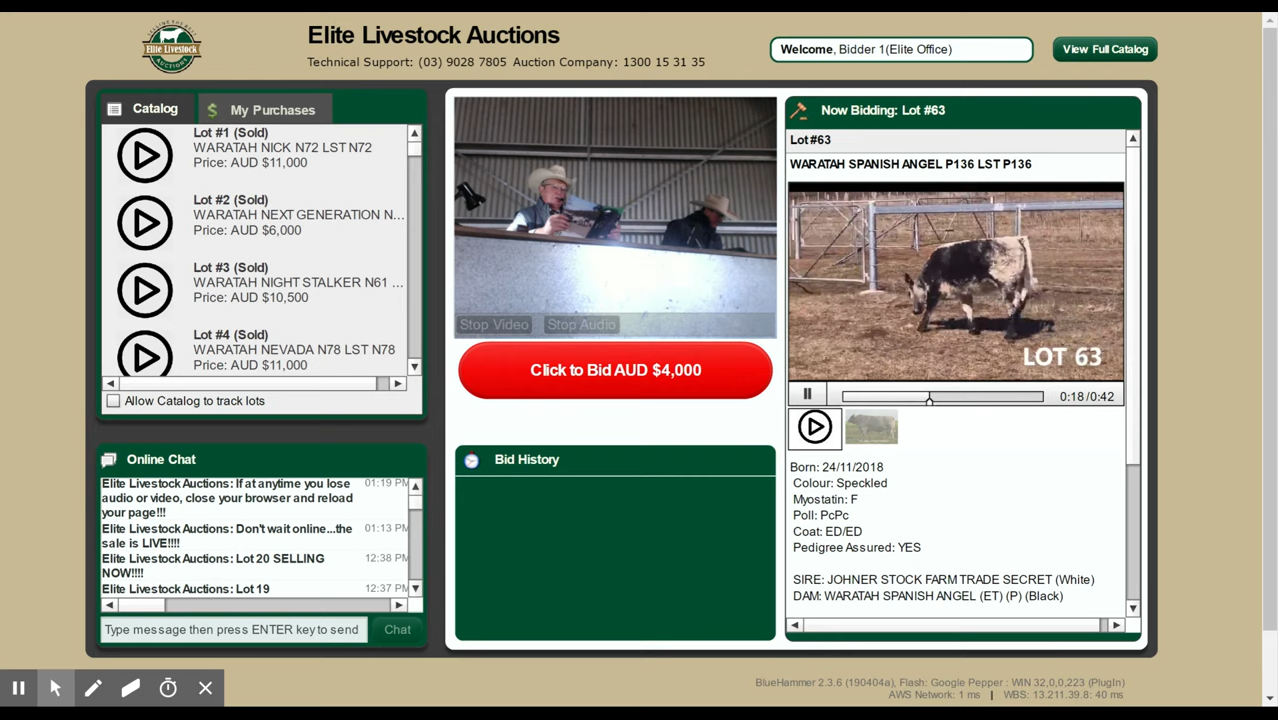 Elite Livestock
AUCTIONS
Elite Livestock Auctions
Technical Support: (03) 9028 7805 Auction Company: 1300 15 31 35
Welcome, Bidder 1(Elite Office)
View Full Catalog
Catalog
My Purchases
Lot #1 (Sold)
WARATAH NICK N72 LST N72
Price: AUD $11,000
Lot #2 (Sold)
WARATAH NEXT GENERATION N...
Price: AUD $6,000
Lot #3 (Sold)
WARATAH NIGHT STALKER N61 ...
Price: AUD $10,500
Lot #4 (Sold)
WARATAH NEVADA N78 LST N78
Price: AUD $11,000
Allow Catalog to track lots
Online Chat
Elite Livestock Auctions: If at anytime you lose 01:19 PM
audio or video, close your browser and reload
your page!!!
Elite Livestock Auctions: Don't wait online...the 01:13 PM
sale is LIVE!!!!
Elite Livestock Auctions: Lot 20 SELLING 12:38 PM
NOW!!!!
Elite Livestock Auctions: Lot 19 12:37 PM
Type message then press ENTER key to send
Chat
Stop Video Stop Audio
Click to Bid AUD $4,000
Bid History
Now Bidding: Lot #63
Lot #63
WARATAH SPANISH ANGEL P136 LST P136
LOT 63
0:18 /0:42
Born: 24/11/2018
Colour: Speckled
Myostatin: F
Poll: PcPc
Coat: ED/ED
Pedigree Assured: YES
SIRE: JOHNER STOCK FARM TRADE SECRET (White)
DAM: WARATAH SPANISH ANGEL (ET) (P) (Black)
BlueHammer 2.3.6 (190404a), Flash: Google Pepper : WIN 32,0,0,223 (PlugIn)
AWS Network: 1 ms | WBS: 13.211.39.8: 40 ms